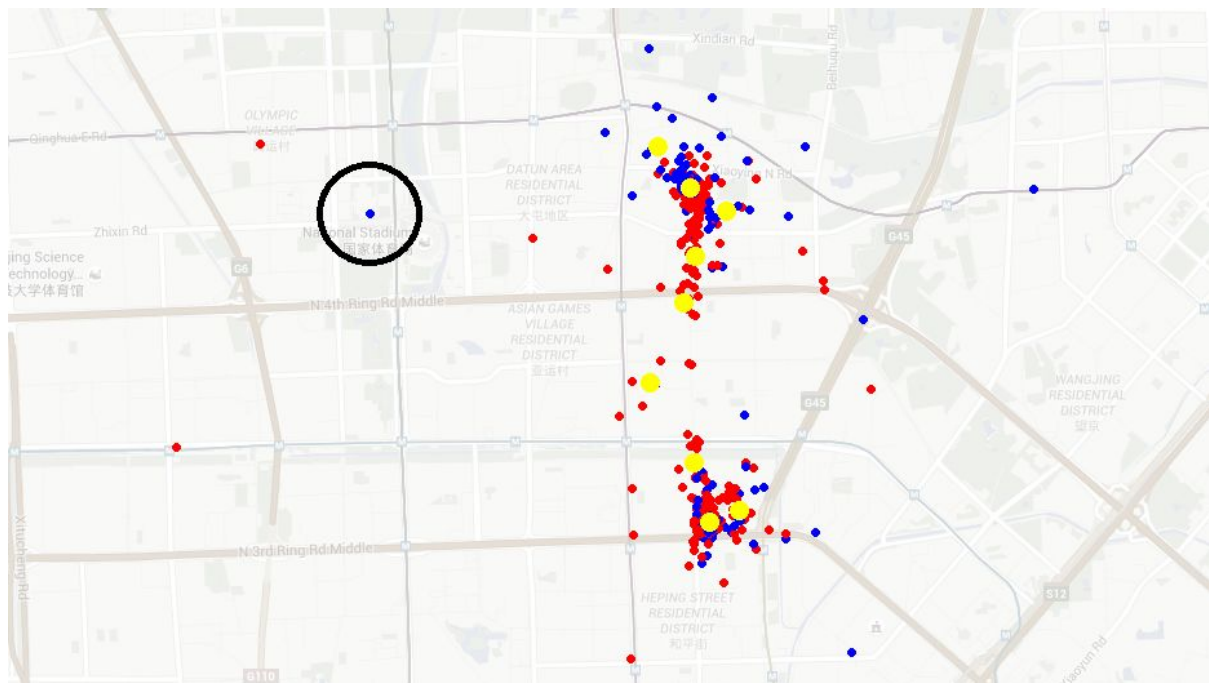 Xindian Rd
Beihuqu Rd
OLYMPIC
VILLAGE
Qinghua E Rd
DATUN AREA
RESIDENTIAL
DISTRICT
大屯地区
Xiaoying N Rd
Zhixin Rd
National Stadium
国家体育
G45
jing Science
echnology...
技大学体育馆
G6
N 4th Ring Rd Middle
ASIAN GAMES
VILLAGE
RESIDENTIAL
DISTRICT
亚运村
WANGJING
RESIDENTIAL
DISTRICT
望京
G45
Xitucheng Rd
N 3rd Ring Rd Middle
HEPING STREET
RESIDENTIAL
DISTRICT
和平街
S12
Xiaoyun Rd
G110